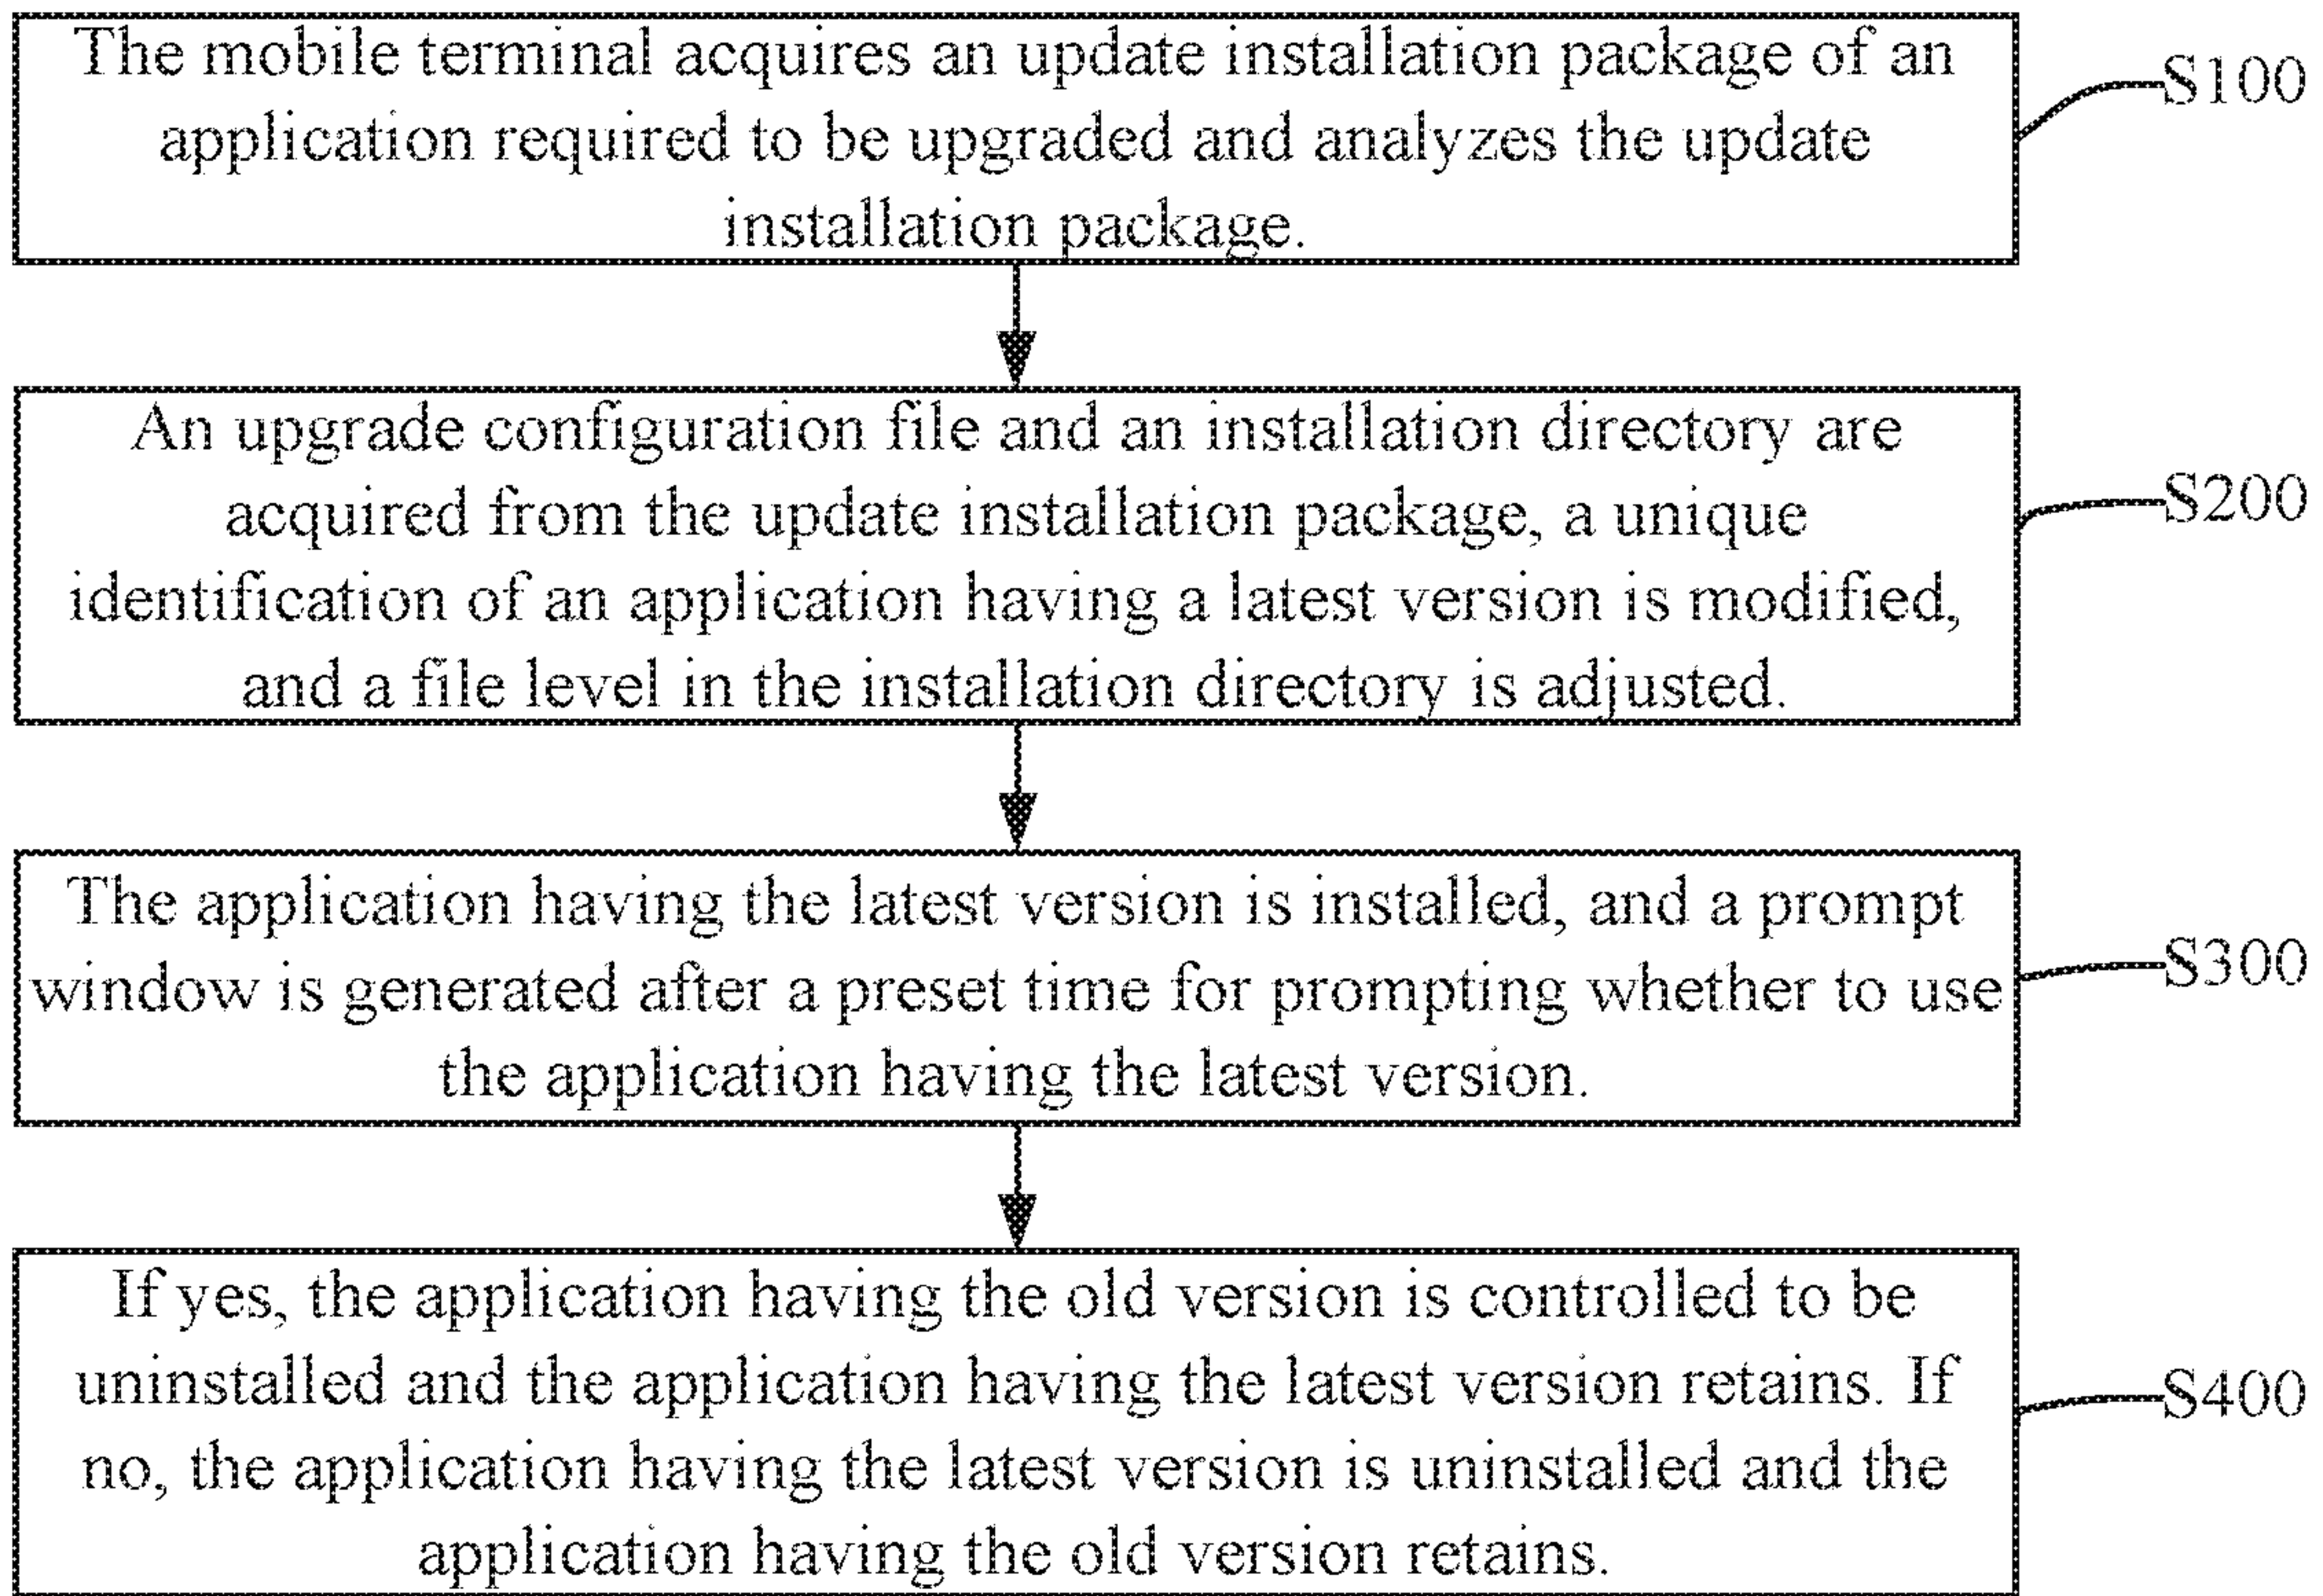 The mobile terminal acquires an update installation package of an
application required to be upgraded and analyzes the update
installation package.
S100
An upgrade configuration file and an installation directory are
acquired from the update installation package, a unique
identification of an application having a latest version is modified,
and a file level in the installation directory is adjusted.
S200
The application having the latest version is installed, and a prompt
window is generated after a preset time for prompting whether to use
the application having the latest version.
S300
If yes, the application having the old version is controlled to be
uninstalled and the application having the latest version retains. If
no, the application having the latest version is uninstalled and the
application having the old version retains.
S400